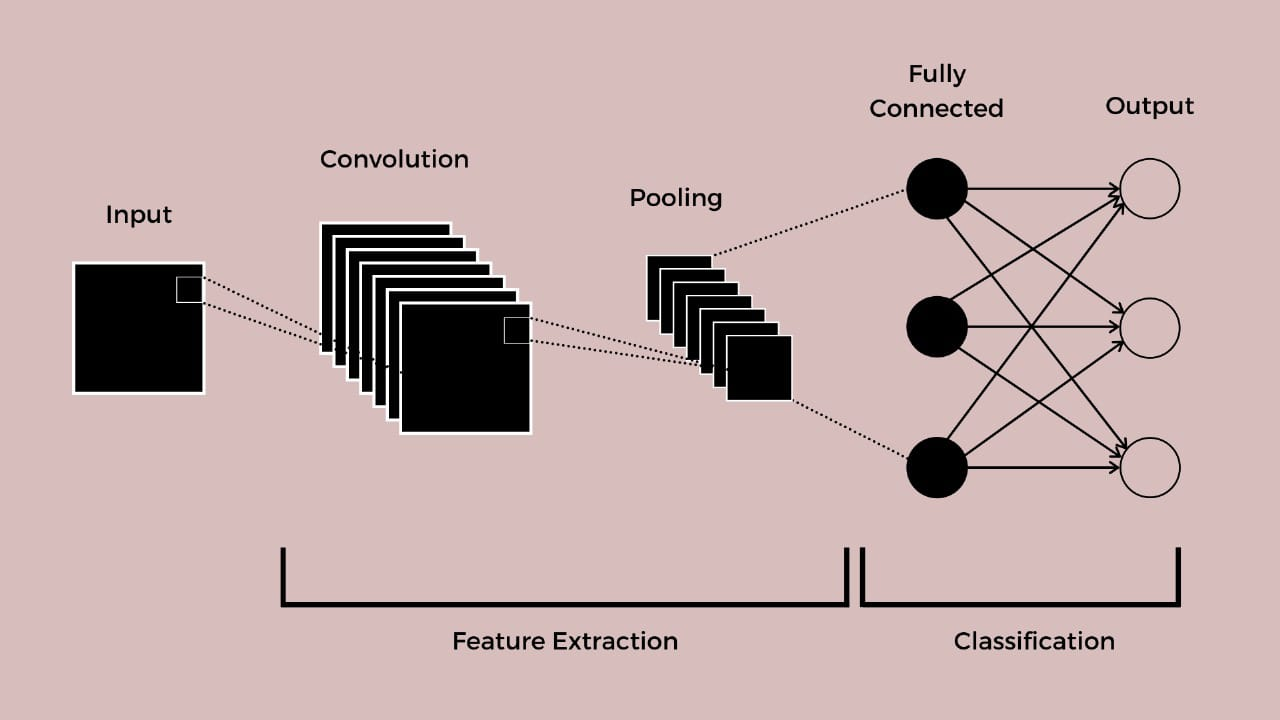 Input
Convolution
Pooling
Fully
Connected
Output
Feature Extraction
Classification